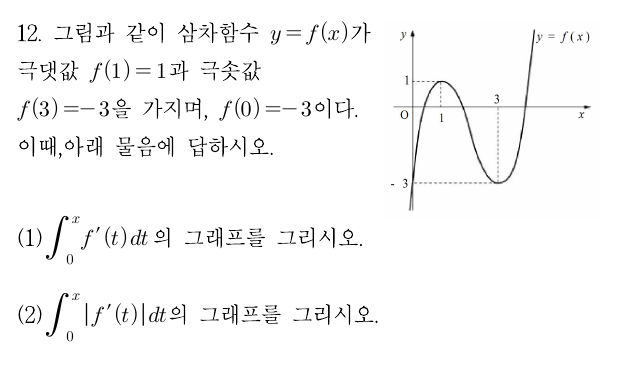 12. 그림과 같이 삼차함수 y=f(x)가
극댓값 f(1)=1과 극솟값
f(3)=-3을 가지며, f(0)=-3이다.
이때,아래 물음에 답하시오.
y
y = f(x)
1
3
O
1
x
- 3
(1) ∫₀ˣ f′(t)dt의 그래프를 그리시오.
(2) ∫₀ˣ |f′(t)|dt의 그래프를 그리시오.